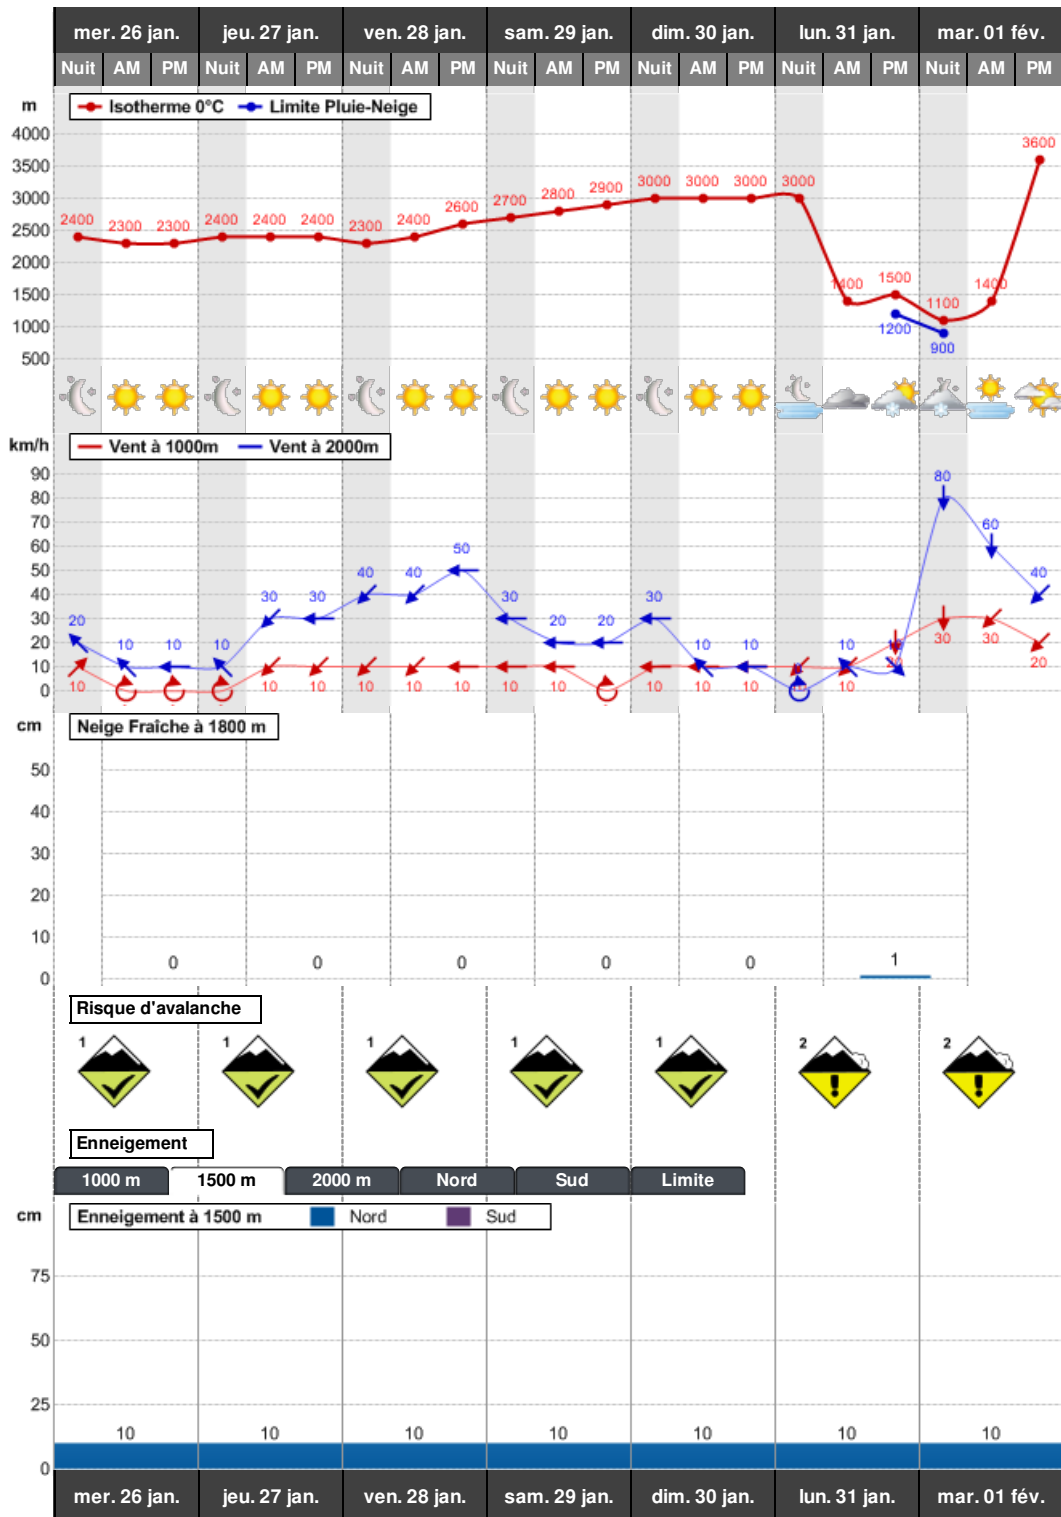 mer. 26 jan. jeu. 27 jan. ven. 28 jan. sam. 29 jan. dim. 30 jan. lun. 31 jan. mar. 01 fév.
Nuit AM PM Nuit AM PM Nuit AM PM Nuit AM PM Nuit AM PM Nuit AM PM Nuit AM PM
m
Isotherme 0°C Limite Pluie-Neige
4000
3600
3500
3000
3000 3000 3000 3000
2700 2800 2900
2600
2500
2400 2300 2300 2400 2400 2400 2300 2400
2000
1500
1400 1500 1100 1400
1000
1200 900
500
km/h
Vent à 1000m Vent à 2000m
90
80
80
70
60
60
50
50
40
40 40 40
30
30 30 30 30
20
20 20 20
10
10 10 10 10 10 10
30 30 20
10 10 10 10 10 10 10 10 10 10 10 10
0
cm
Neige Fraîche à 1800 m
50
40
30
20
10
0 0 0 0 0 1
0
Risque d'avalanche
1 1 1 1 1 2 2
Enneigement
1000 m 1500 m 2000 m Nord Sud Limite
cm
Enneigement à 1500 m Nord Sud
75
50
25
10 10 10 10 10 10 10
0
mer. 26 jan. jeu. 27 jan. ven. 28 jan. sam. 29 jan. dim. 30 jan. lun. 31 jan. mar. 01 fév.